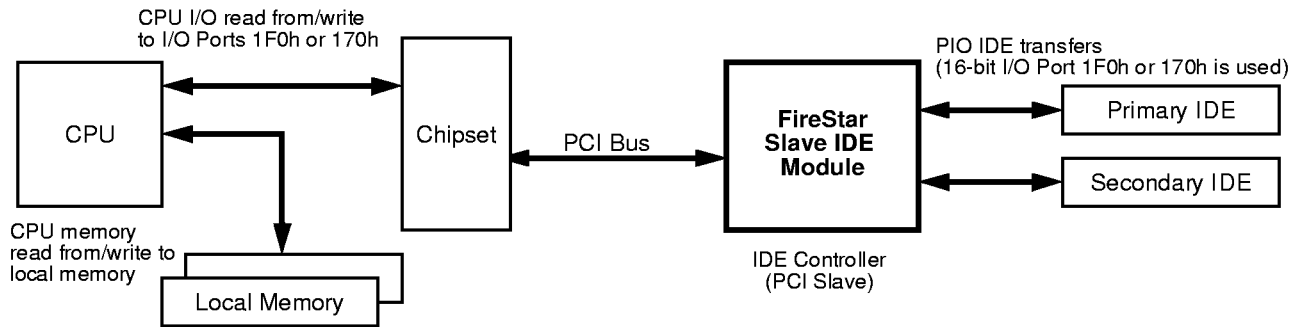 CPU I/O read from/write
to I/O Ports 1F0h or 170h
CPU
Chipset
CPU memory
read from/write to
local memory
Local Memory
PCI Bus
FireStar
Slave IDE
Module
IDE Controller
(PCI Slave)
PIO IDE transfers
(16-bit I/O Port 1F0h or 170h is used)
Primary IDE
Secondary IDE